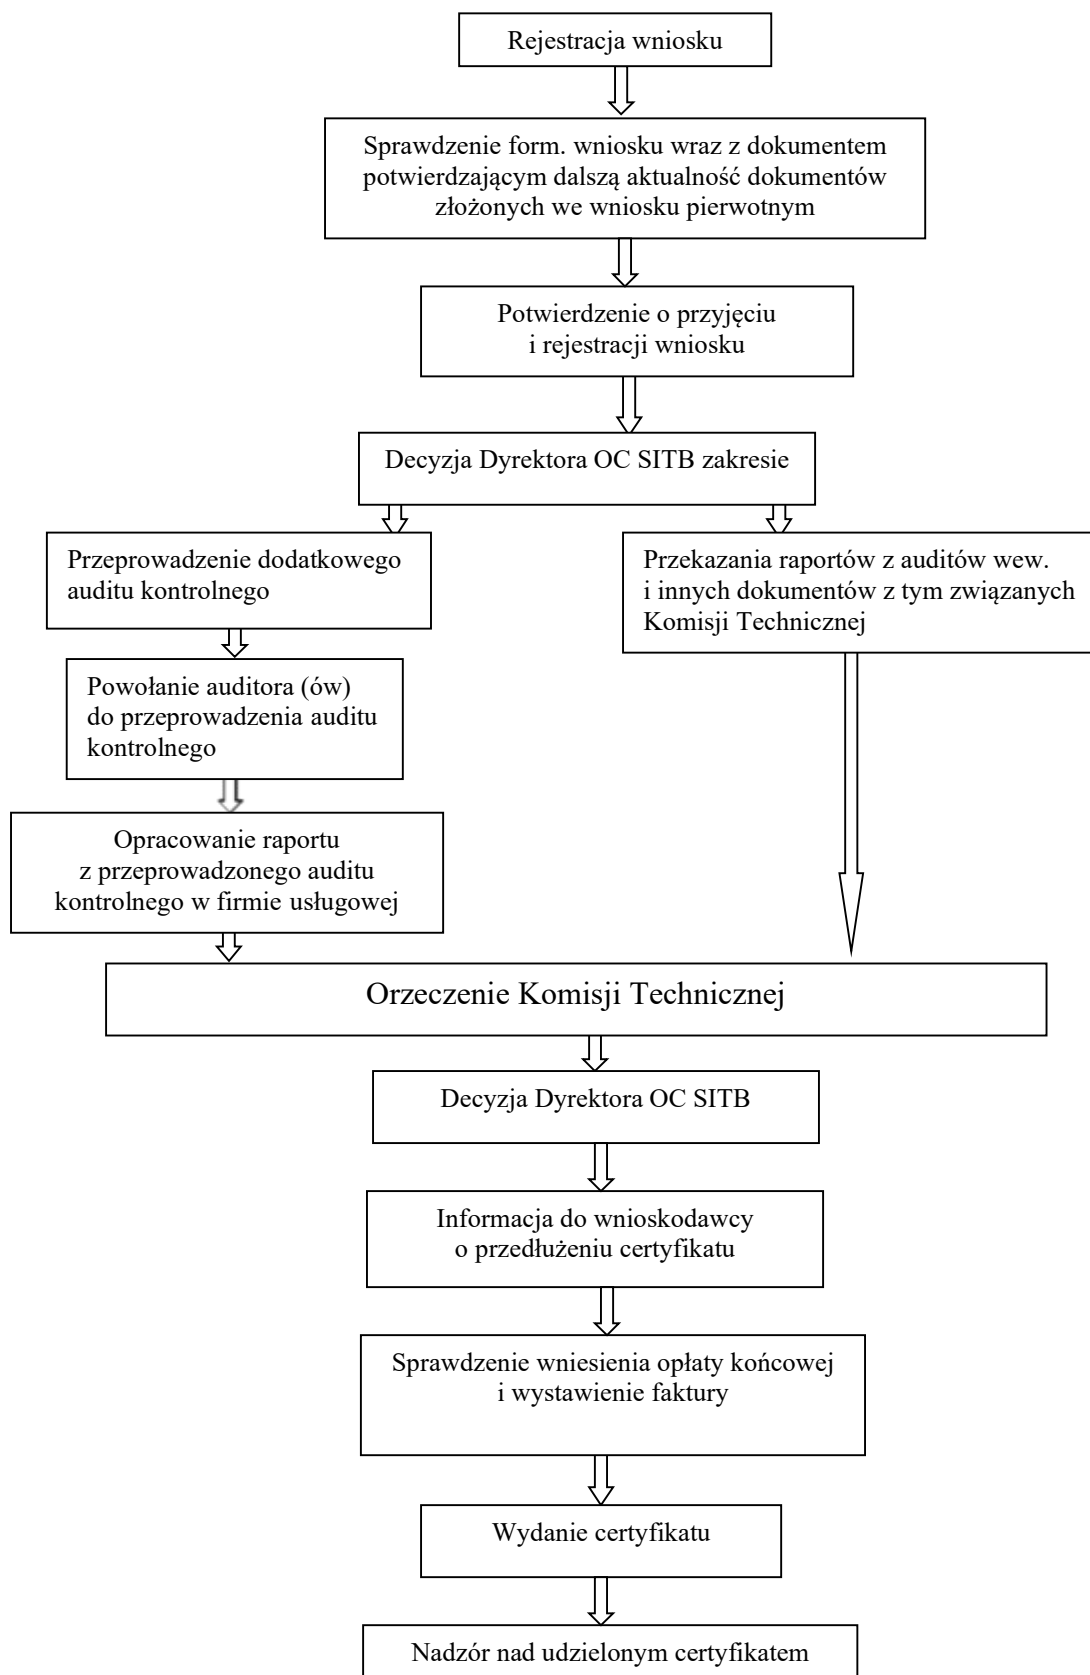 Rejestracja wniosku
Sprawdzenie form. wniosku wraz z dokumentem
potwierdzającym dalszą aktualność dokumentów
złożonych we wniosku pierwotnym
Potwierdzenie o przyjęciu
i rejestracji wniosku
Decyzja Dyrektora OC SITB zakresie
Przeprowadzenie dodatkowego
auditu kontrolnego
Przekazania raportów z auditów wew.
i innych dokumentów z tym związanych
Komisji Technicznej
Powołanie auditora (ów)
do przeprowadzenia auditu
kontrolnego
Opracowanie raportu
z przeprowadzonego auditu
kontrolnego w firmie usługowej
Orzeczenie Komisji Technicznej
Decyzja Dyrektora OC SITB
Informacja do wnioskodawcy
o przedłużeniu certyfikatu
Sprawdzenie wniesienia opłaty końcowej
i wystawienie faktury
Wydanie certyfikatu
Nadzór nad udzielonym certyfikatem